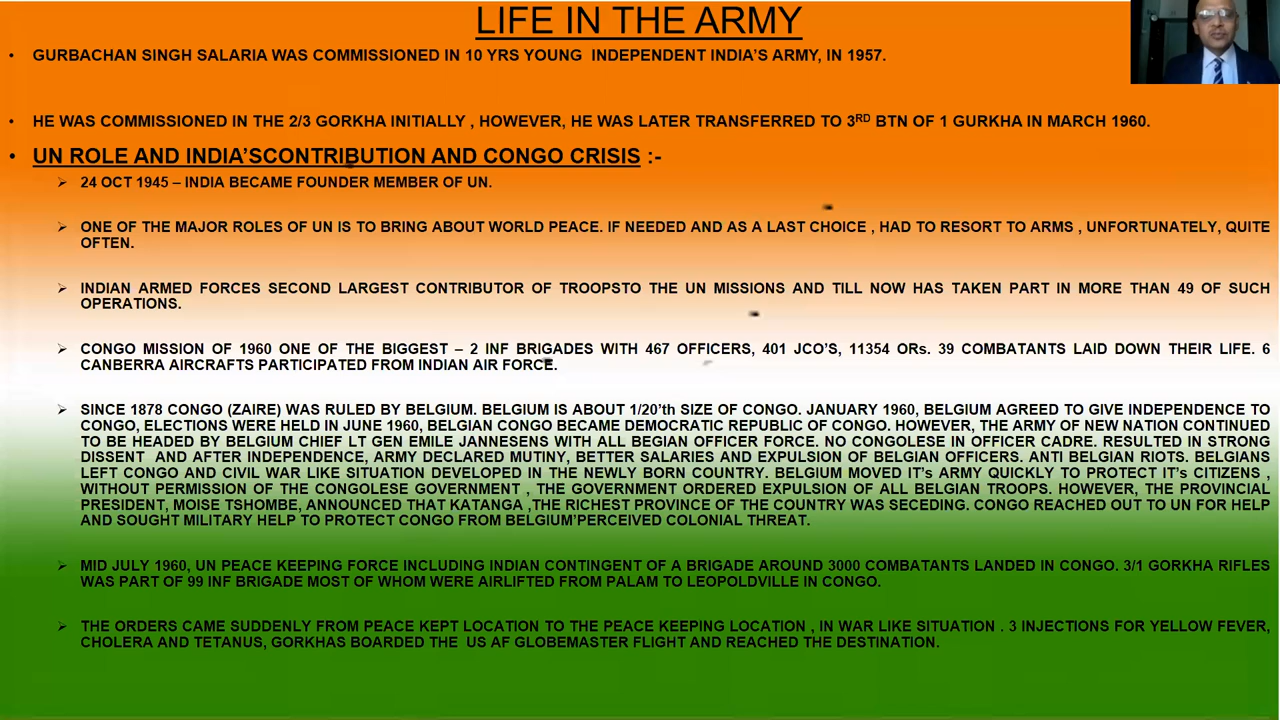 LIFE IN THE ARMY
• GURBACHAN SINGH SALARIA WAS COMMISSIONED IN 10 YRS YOUNG INDEPENDENT INDIA'S ARMY, IN 1957.
• HE WAS COMMISSIONED IN THE 2/3 GORKHA INITIALLY , HOWEVER, HE WAS LATER TRANSFERRED TO 3RD BTN OF 1 GURKHA IN MARCH 1960.
• UN ROLE AND INDIA'SCONTRIBUTION AND CONGO CRISIS :-
➢ 24 OCT 1945 – INDIA BECAME FOUNDER MEMBER OF UN.
➢ ONE OF THE MAJOR ROLES OF UN IS TO BRING ABOUT WORLD PEACE. IF NEEDED AND AS A LAST CHOICE , HAD TO RESORT TO ARMS , UNFORTUNATELY, QUITE
OFTEN.
➢ INDIAN ARMED FORCES SECOND LARGEST CONTRIBUTOR OF TROOPSTO THE UN MISSIONS AND TILL NOW HAS TAKEN PART IN MORE THAN 49 OF SUCH
OPERATIONS.
➢ CONGO MISSION OF 1960 ONE OF THE BIGGEST – 2 INF BRIGADES WITH 467 OFFICERS, 401 JCO'S, 11354 ORs. 39 COMBATANTS LAID DOWN THEIR LIFE. 6
CANBERRA AIRCRAFTS PARTICIPATED FROM INDIAN AIR FORCE.
➢ SINCE 1878 CONGO (ZAIRE) WAS RULED BY BELGIUM. BELGIUM IS ABOUT 1/20'th SIZE OF CONGO. JANUARY 1960, BELGIUM AGREED TO GIVE INDEPENDENCE TO
CONGO, ELECTIONS WERE HELD IN JUNE 1960, BELGIAN CONGO BECAME DEMOCRATIC REPUBLIC OF CONGO. HOWEVER, THE ARMY OF NEW NATION CONTINUED
TO BE HEADED BY BELGIUM CHIEF LT GEN EMILE JANNESENS WITH ALL BEGIAN OFFICER FORCE. NO CONGOLESE IN OFFICER CADRE. RESULTED IN STRONG
DISSENT AND AFTER INDEPENDENCE, ARMY DECLARED MUTINY, BETTER SALARIES AND EXPULSION OF BELGIAN OFFICERS. ANTI BELGIAN RIOTS. BELGIANS
LEFT CONGO AND CIVIL WAR LIKE SITUATION DEVELOPED IN THE NEWLY BORN COUNTRY. BELGIUM MOVED IT's ARMY QUICKLY TO PROTECT IT's CITIZENS ,
WITHOUT PERMISSION OF THE CONGOLESE GOVERNMENT , THE GOVERNMENT ORDERED EXPULSION OF ALL BELGIAN TROOPS. HOWEVER, THE PROVINCIAL
PRESIDENT, MOISE TSHOMBE, ANNOUNCED THAT KATANGA ,THE RICHEST PROVINCE OF THE COUNTRY WAS SECEDING. CONGO REACHED OUT TO UN FOR HELP
AND SOUGHT MILITARY HELP TO PROTECT CONGO FROM BELGIUM'PERCEIVED COLONIAL THREAT.
➢ MID JULY 1960, UN PEACE KEEPING FORCE INCLUDING INDIAN CONTINGENT OF A BRIGADE AROUND 3000 COMBATANTS LANDED IN CONGO. 3/1 GORKHA RIFLES
WAS PART OF 99 INF BRIGADE MOST OF WHOM WERE AIRLIFTED FROM PALAM TO LEOPOLDVILLE IN CONGO.
➢ THE ORDERS CAME SUDDENLY FROM PEACE KEPT LOCATION TO THE PEACE KEEPING LOCATION , IN WAR LIKE SITUATION . 3 INJECTIONS FOR YELLOW FEVER,
CHOLERA AND TETANUS, GORKHAS BOARDED THE US AF GLOBEMASTER FLIGHT AND REACHED THE DESTINATION.